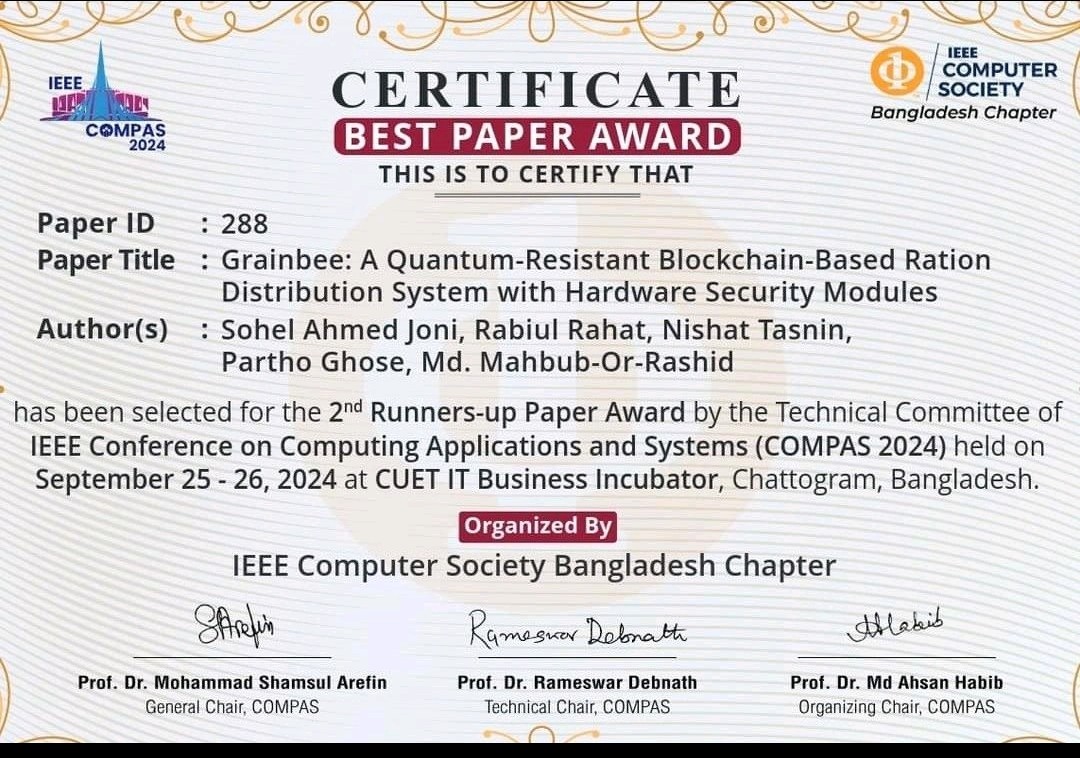 IEEE
COMPAS
2024
IEEE
COMPUTER
SOCIETY
Bangladesh Chapter
CERTIFICATE
BEST PAPER AWARD
THIS IS TO CERTIFY THAT
Paper ID : 288
Paper Title : Grainbee: A Quantum-Resistant Blockchain-Based Ration
Distribution System with Hardware Security Modules
Author(s) : Sohel Ahmed Joni, Rabiul Rahat, Nishat Tasnin,
Partho Ghose, Md. Mahbub-Or-Rashid
has been selected for the 2nd Runners-up Paper Award by the Technical Committee of
IEEE Conference on Computing Applications and Systems (COMPAS 2024) held on
September 25 - 26, 2024 at CUET IT Business Incubator, Chattogram, Bangladesh.
Organized By
IEEE Computer Society Bangladesh Chapter
SArefin Rameswar Debnath AHabib
Prof. Dr. Mohammad Shamsul Arefin Prof. Dr. Rameswar Debnath Prof. Dr. Md Ahsan Habib
General Chair, COMPAS Technical Chair, COMPAS Organizing Chair, COMPAS